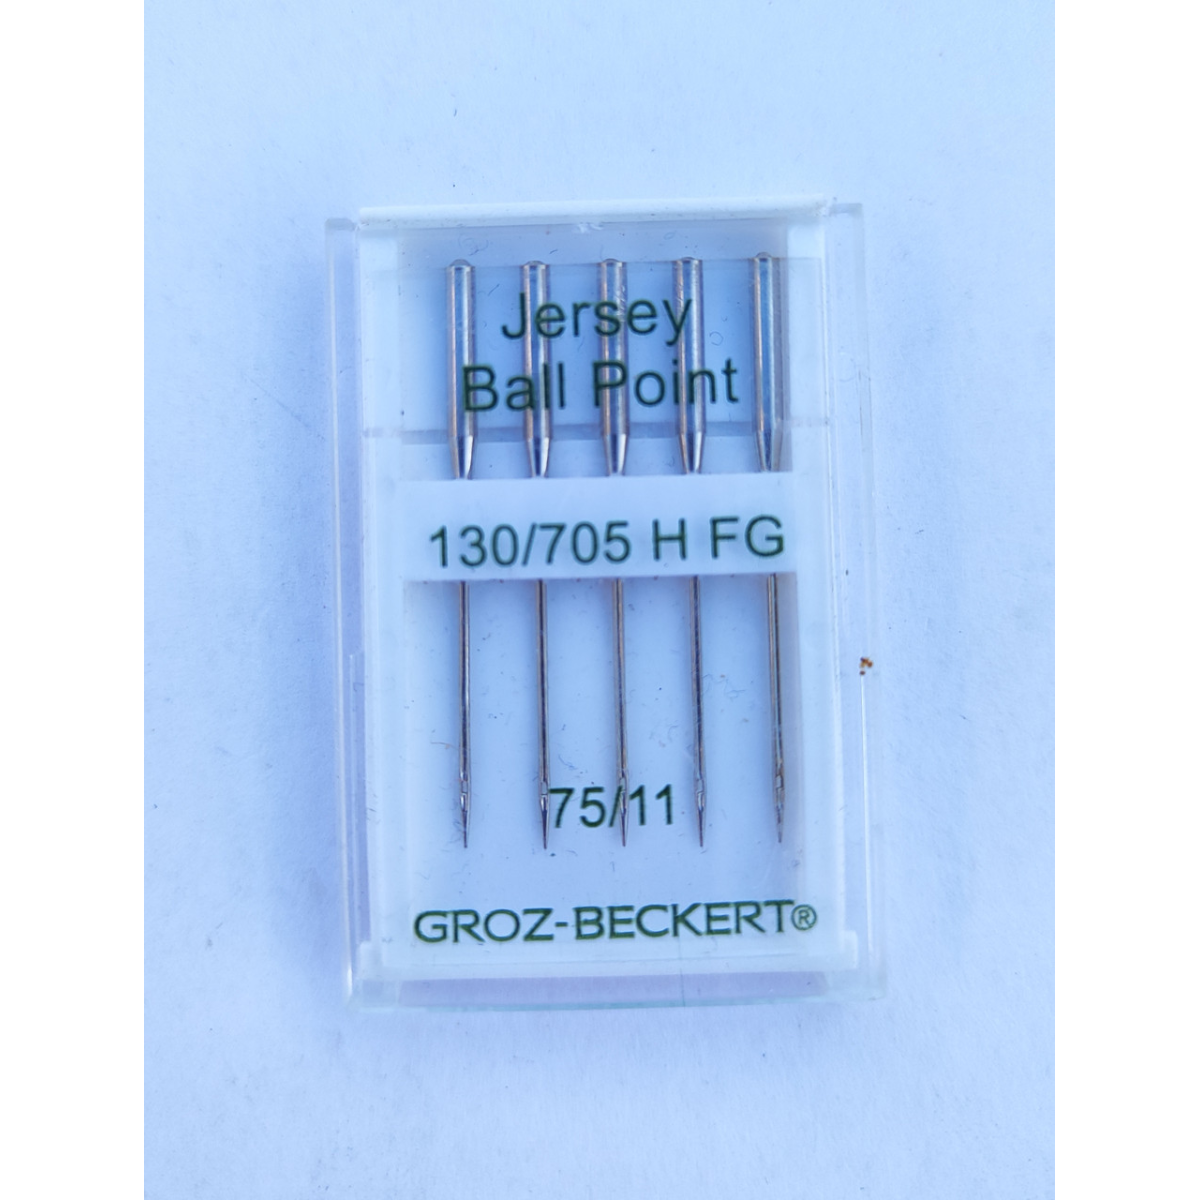 Jersey
Ball Point
130/705 H FG
75/11
GROZ-BECKERT®